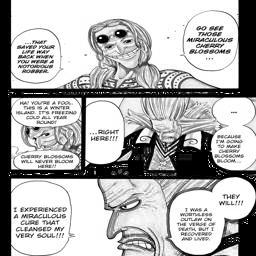 GO SEE
THOSE
MIRACULOUS
CHERRY
BLOSSOMS
...
...THAT
SAVED YOUR
LIFE WAY
BACK WHEN
YOU WERE A
NOTORIOUS
ROBBER.
...
BECAUSE
I'M GOING
TO MAKE
CHERRY
BLOSSOMS
BLOOM...
...RIGHT
HERE!!!
HA! YOU'RE A FOOL.
THIS IS A WINTER
ISLAND. IT'S FREEZING
COLD ALL YEAR
ROUND!
CHERRY BLOSSOMS
WILL NEVER BLOOM
HERE!!
THEY
WILL!!!
I WAS A
WORTHLESS
OUTLAW ON
THE VERGE OF
DEATH, BUT I
RECOVERED
AND LIVED.
I EXPERIENCED
A MIRACULOUS
CURE THAT
CLEANSED MY
VERY SOUL!!!